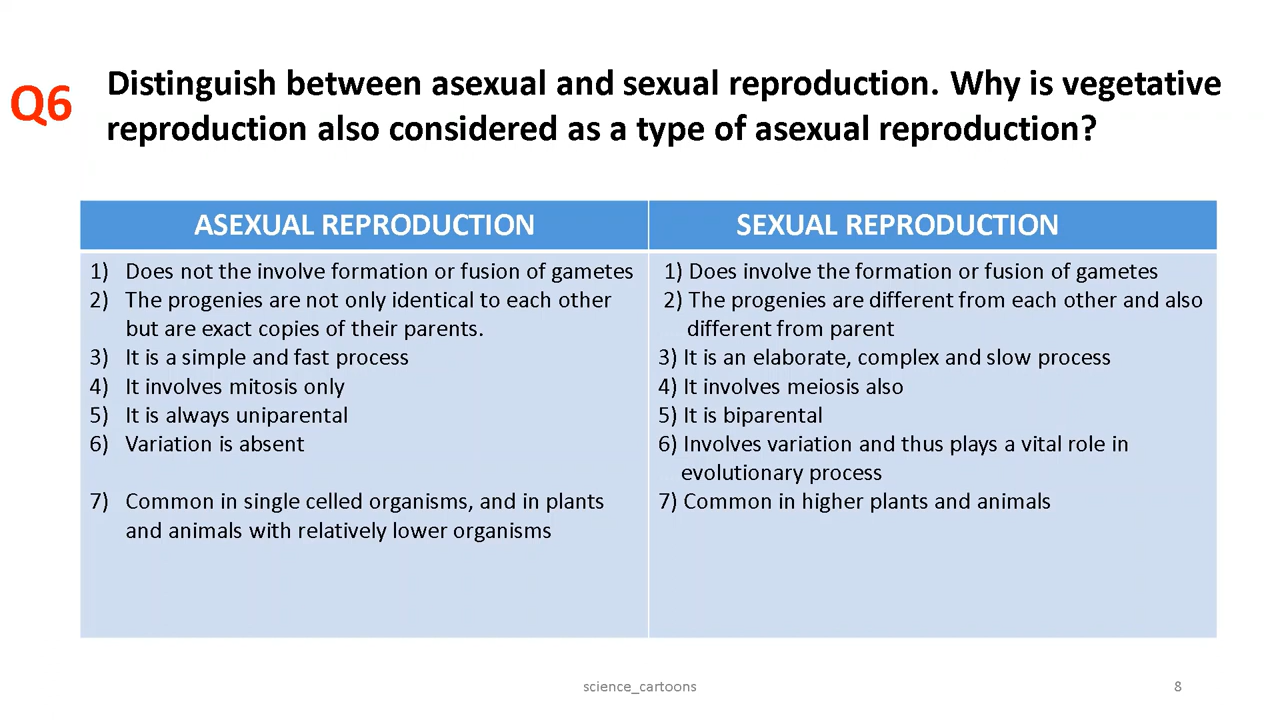 Q6
Distinguish between asexual and sexual reproduction. Why is vegetative
reproduction also considered as a type of asexual reproduction?
ASEXUAL REPRODUCTION
1) Does not the involve formation or fusion of gametes
2) The progenies are not only identical to each other
but are exact copies of their parents.
3) It is a simple and fast process
4) It involves mitosis only
5) It is always uniparental
6) Variation is absent
7) Common in single celled organisms, and in plants
and animals with relatively lower organisms
SEXUAL REPRODUCTION
1) Does involve the formation or fusion of gametes
2) The progenies are different from each other and also
different from parent
3) It is an elaborate, complex and slow process
4) It involves meiosis also
5) It is biparental
6) Involves variation and thus plays a vital role in
evolutionary process
7) Common in higher plants and animals
science_cartoons
8